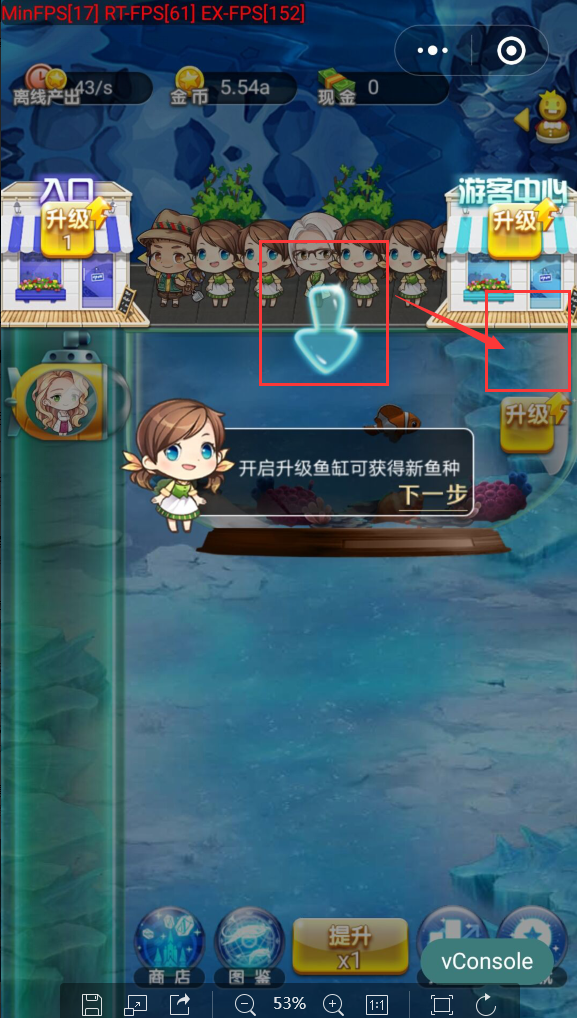 MinFPS[17] RT-FPS[61] EX-FPS[152]
离线产出 43/s
金币 5.54a
现金 0
入口
升级
1
游客中心
升级
升级
开启升级鱼缸可获得新鱼种
下一步
商店
图鉴
提升
x1
vConsole
53%
1:1